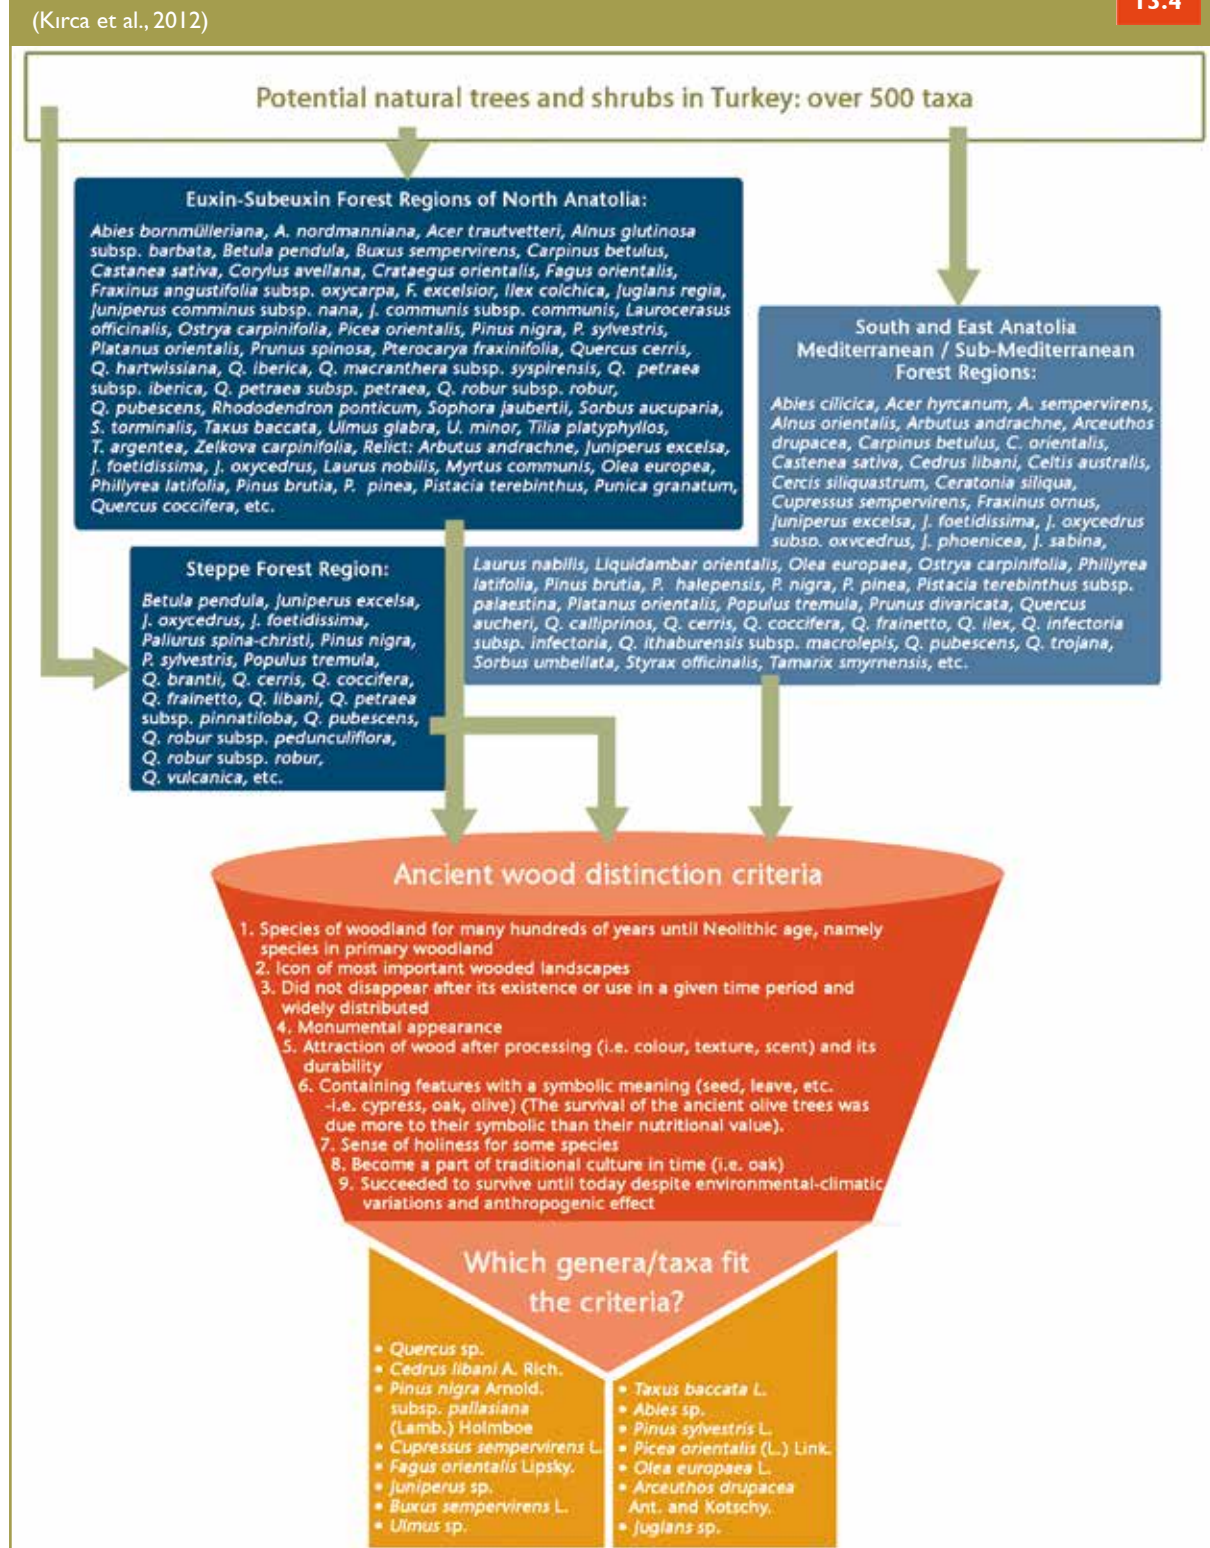 13.4
(Kırca et al., 2012)
Potential natural trees and shrubs in Turkey: over 500 taxa
Euxin-Subeuxin Forest Regions of North Anatolia:
Abies bornmülleriana, A. nordmanniana, Acer trautvetteri, Alnus glutinosa
subsp. barbata, Betula pendula, Buxus sempervirens, Carpinus betulus,
Castanea sativa, Corylus avellana, Crataegus orientalis, Fagus orientalis,
Fraxinus angustifolia subsp. oxycarpa, F. excelsior, Ilex colchica, Juglans regia,
Juniperus comminus subsp. nana, J. communis subsp. communis, Laurocerasus
officinalis, Ostrya carpinifolia, Picea orientalis, Pinus nigra, P. sylvestris,
Platanus orientalis, Prunus spinosa, Pterocarya fraxinifolia, Quercus cerris,
Q. hartwissiana, Q. iberica, Q. macranthera subsp. syspirensis, Q. petraea
subsp. iberica, Q. petraea subsp. petraea, Q. robur subsp. robur,
Q. pubescens, Rhododendron ponticum, Sophora jaubertii, Sorbus aucuparia,
S. torminalis, Taxus baccata, Ulmus glabra, U. minor, Tilia platyphyllos,
T. argentea, Zelkova carpinifolia, Relict: Arbutus andrachne, Juniperus excelsa,
J. foetidissima, J. oxycedrus, Laurus nobilis, Myrtus communis, Olea europea,
Phillyrea latifolia, Pinus brutia, P. pinea, Pistacia terebinthus, Punica granatum,
Quercus coccifera, etc.
South and East Anatolia
Mediterranean / Sub-Mediterranean
Forest Regions:
Abies cilicica, Acer hyrcanum, A. sempervirens,
Alnus orientalis, Arbutus andrachne, Arceuthos
drupacea, Carpinus betulus, C. orientalis,
Castenea sativa, Cedrus libani, Celtis australis,
Cercis siliquastrum, Ceratonia siliqua,
Cupressus sempervirens, Fraxinus ornus,
Juniperus excelsa, J. foetidissima, J. oxycedrus
subsp. oxycedrus, J. phoenicea, J. sabina,
Laurus nabilis, Liquidambar orientalis, Olea europaea, Ostrya carpinifolia, Phillyrea
latifolia, Pinus brutia, P. halepensis, P. nigra, P. pinea, Pistacia terebinthus subsp.
palaestina, Platanus orientalis, Populus tremula, Prunus divaricata, Quercus
aucheri, Q. calliprinos, Q. cerris, Q. coccifera, Q. frainetto, Q. ilex, Q. infectoria
subsp. infectoria, Q. ithaburensis subsp. macrolepis, Q. pubescens, Q. trojana,
Sorbus umbellata, Styrax officinalis, Tamarix smyrnensis, etc.
Steppe Forest Region:
Betula pendula, Juniperus excelsa,
J. oxycedrus, J. foetidissima,
Paliurus spina-christi, Pinus nigra,
P. sylvestris, Populus tremula,
Q. brantii, Q. cerris, Q. coccifera,
Q. frainetto, Q. libani, Q. petraea
subsp. pinnatiloba, Q. pubescens,
Q. robur subsp. pedunculiflora,
Q. robur subsp. robur,
Q. vulcanica, etc.
Ancient wood distinction criteria
1. Species of woodland for many hundreds of years until Neolithic age, namely
species in primary woodland
2. Icon of most important wooded landscapes
3. Did not disappear after its existence or use in a given time period and
widely distributed
4. Monumental appearance
5. Attraction of wood after processing (i.e. colour, texture, scent) and its
durability
6. Containing features with a symbolic meaning (seed, leave, etc.
-i.e. cypress, oak, olive) (The survival of the ancient olive trees was
due more to their symbolic than their nutritional value).
7. Sense of holiness for some species
8. Become a part of traditional culture in time (i.e. oak)
9. Succeeded to survive until today despite environmental-climatic
variations and anthropogenic effect
Which genera/taxa fit
the criteria?
• Quercus sp.
• Cedrus libani A. Rich.
• Pinus nigra Arnold.
subsp. pallasiana
(Lamb.) Holmboe
• Cupressus sempervirens L.
• Fagus orientalis Lipsky.
• Juniperus sp.
• Buxus sempervirens L.
• Ulmus sp.
• Taxus baccata L.
• Abies sp.
• Pinus sylvestris L.
• Picea orientalis (L.) Link.
• Olea europaea L.
• Arceuthos drupacea
Ant. and Kotschy.
• Juglans sp.